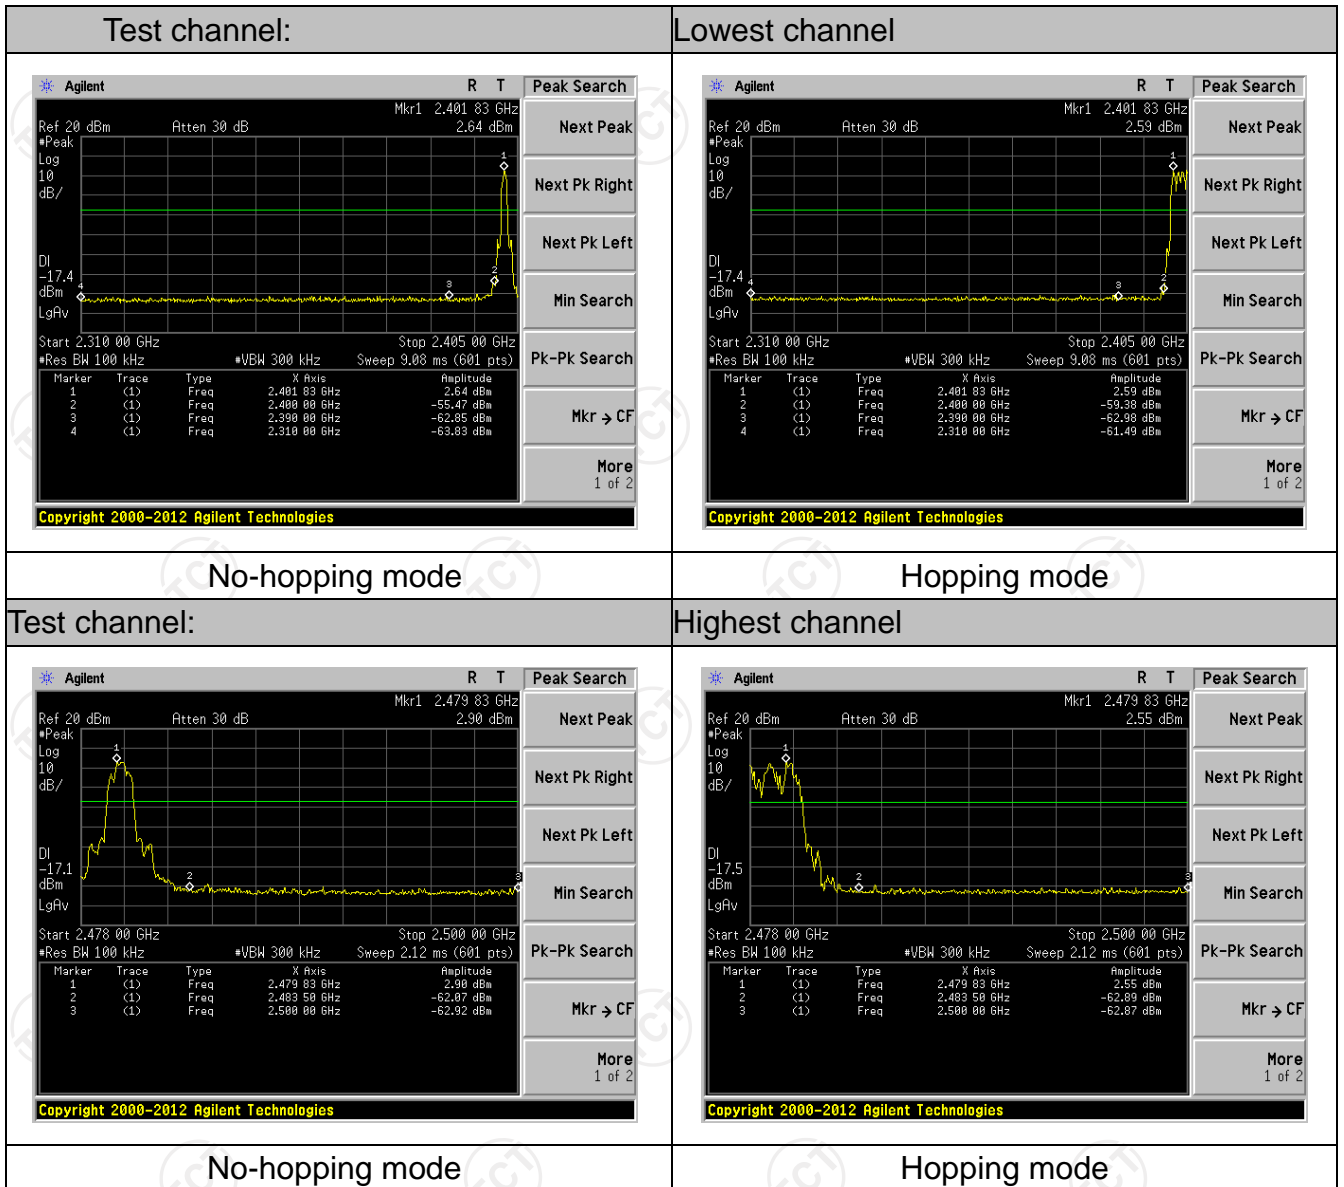 Test channel: Lowest channel
Agilent R T Peak Search
Mkr1 2.401 83 GHz
Ref 20 dBm Atten 30 dB 2.64 dBm
#Peak
Log
10
dB/
DI
-17.4
dBm
LgAv
1
2
3
4
Start 2.310 00 GHz Stop 2.405 00 GHz
#Res BW 100 kHz #VBW 300 kHz Sweep 9.08 ms (601 pts)
Marker Trace Type X Axis Amplitude
1 (1) Freq 2.401 83 GHz 2.64 dBm
2 (1) Freq 2.400 00 GHz -55.47 dBm
3 (1) Freq 2.390 00 GHz -62.85 dBm
4 (1) Freq 2.310 00 GHz -63.83 dBm
Next Peak
Next Pk Right
Next Pk Left
Min Search
Pk-Pk Search
Mkr → CF
More
1 of 2
Copyright 2000-2012 Agilent Technologies
Agilent R T Peak Search
Mkr1 2.401 83 GHz
Ref 20 dBm Atten 30 dB 2.59 dBm
#Peak
Log
10
dB/
DI
-17.4
dBm
LgAv
1
2
3
4
Start 2.310 00 GHz Stop 2.405 00 GHz
#Res BW 100 kHz #VBW 300 kHz Sweep 9.08 ms (601 pts)
Marker Trace Type X Axis Amplitude
1 (1) Freq 2.401 83 GHz 2.59 dBm
2 (1) Freq 2.400 00 GHz -59.38 dBm
3 (1) Freq 2.390 00 GHz -62.98 dBm
4 (1) Freq 2.310 00 GHz -61.49 dBm
Next Peak
Next Pk Right
Next Pk Left
Min Search
Pk-Pk Search
Mkr → CF
More
1 of 2
Copyright 2000-2012 Agilent Technologies
No-hopping mode Hopping mode
Test channel: Highest channel
Agilent R T Peak Search
Mkr1 2.479 83 GHz
Ref 20 dBm Atten 30 dB 2.90 dBm
#Peak
Log
10
dB/
DI
-17.1
dBm
LgAv
1
2
3
Start 2.478 00 GHz Stop 2.500 00 GHz
#Res BW 100 kHz #VBW 300 kHz Sweep 2.12 ms (601 pts)
Marker Trace Type X Axis Amplitude
1 (1) Freq 2.479 83 GHz 2.90 dBm
2 (1) Freq 2.483 50 GHz -62.07 dBm
3 (1) Freq 2.500 00 GHz -62.92 dBm
Next Peak
Next Pk Right
Next Pk Left
Min Search
Pk-Pk Search
Mkr → CF
More
1 of 2
Copyright 2000-2012 Agilent Technologies
Agilent R T Peak Search
Mkr1 2.479 83 GHz
Ref 20 dBm Atten 30 dB 2.55 dBm
#Peak
Log
10
dB/
DI
-17.5
dBm
LgAv
1
2
3
Start 2.478 00 GHz Stop 2.500 00 GHz
#Res BW 100 kHz #VBW 300 kHz Sweep 2.12 ms (601 pts)
Marker Trace Type X Axis Amplitude
1 (1) Freq 2.479 83 GHz 2.55 dBm
2 (1) Freq 2.483 50 GHz -62.89 dBm
3 (1) Freq 2.500 00 GHz -62.87 dBm
Next Peak
Next Pk Right
Next Pk Left
Min Search
Pk-Pk Search
Mkr → CF
More
1 of 2
Copyright 2000-2012 Agilent Technologies
No-hopping mode Hopping mode